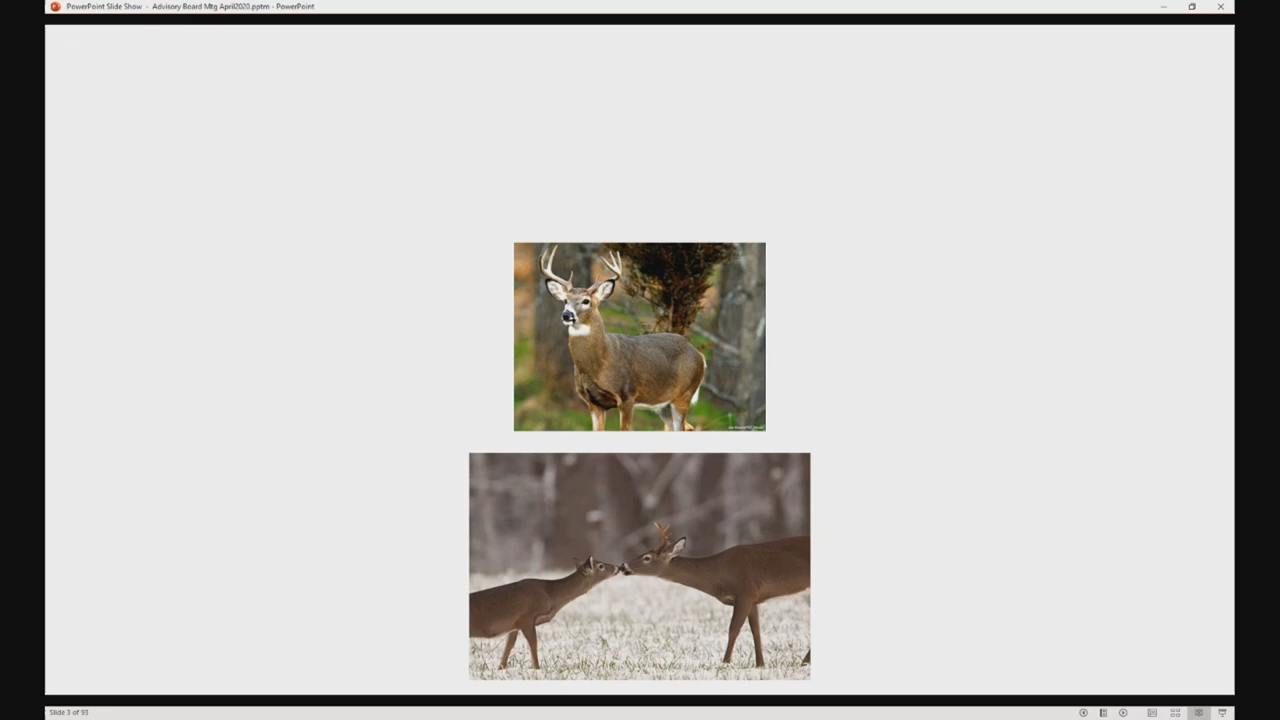 PowerPoint Slide Show - Advisory Board Mtg April2020.pptm - PowerPoint
Slide 3 of 93